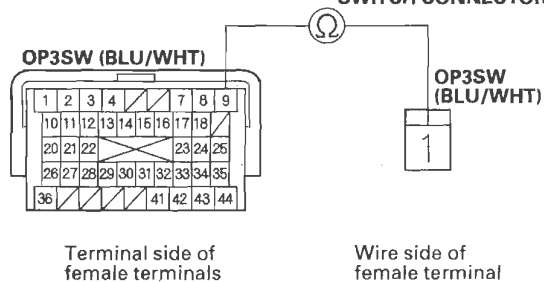 SWITCH CONNECTOR
Ω
OP3SW (BLU/WHT)
OP3SW
(BLU/WHT)
1 2 3 4 7 8 9
10 11 12 13 14 15 16 17 18
20 21 22 23 24 25
26 27 28 29 30 31 32 33 34 35
36 41 42 43 44
1
Terminal side of
female terminals
Wire side of
female terminal